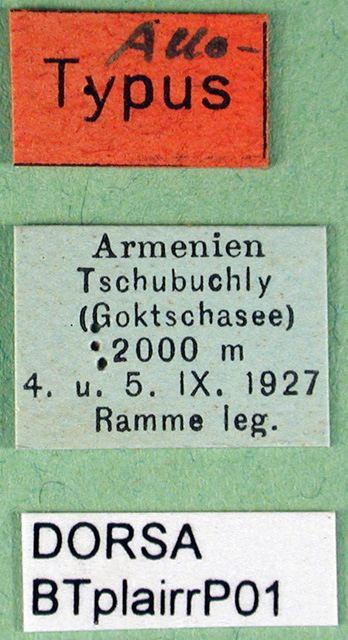 Allo-
Typus
Armenien
Tschubuchly
(Goktschasee)
2000 m
4. u. 5. IX. 1927
Ramme leg.
DORSA
BTplairrP01